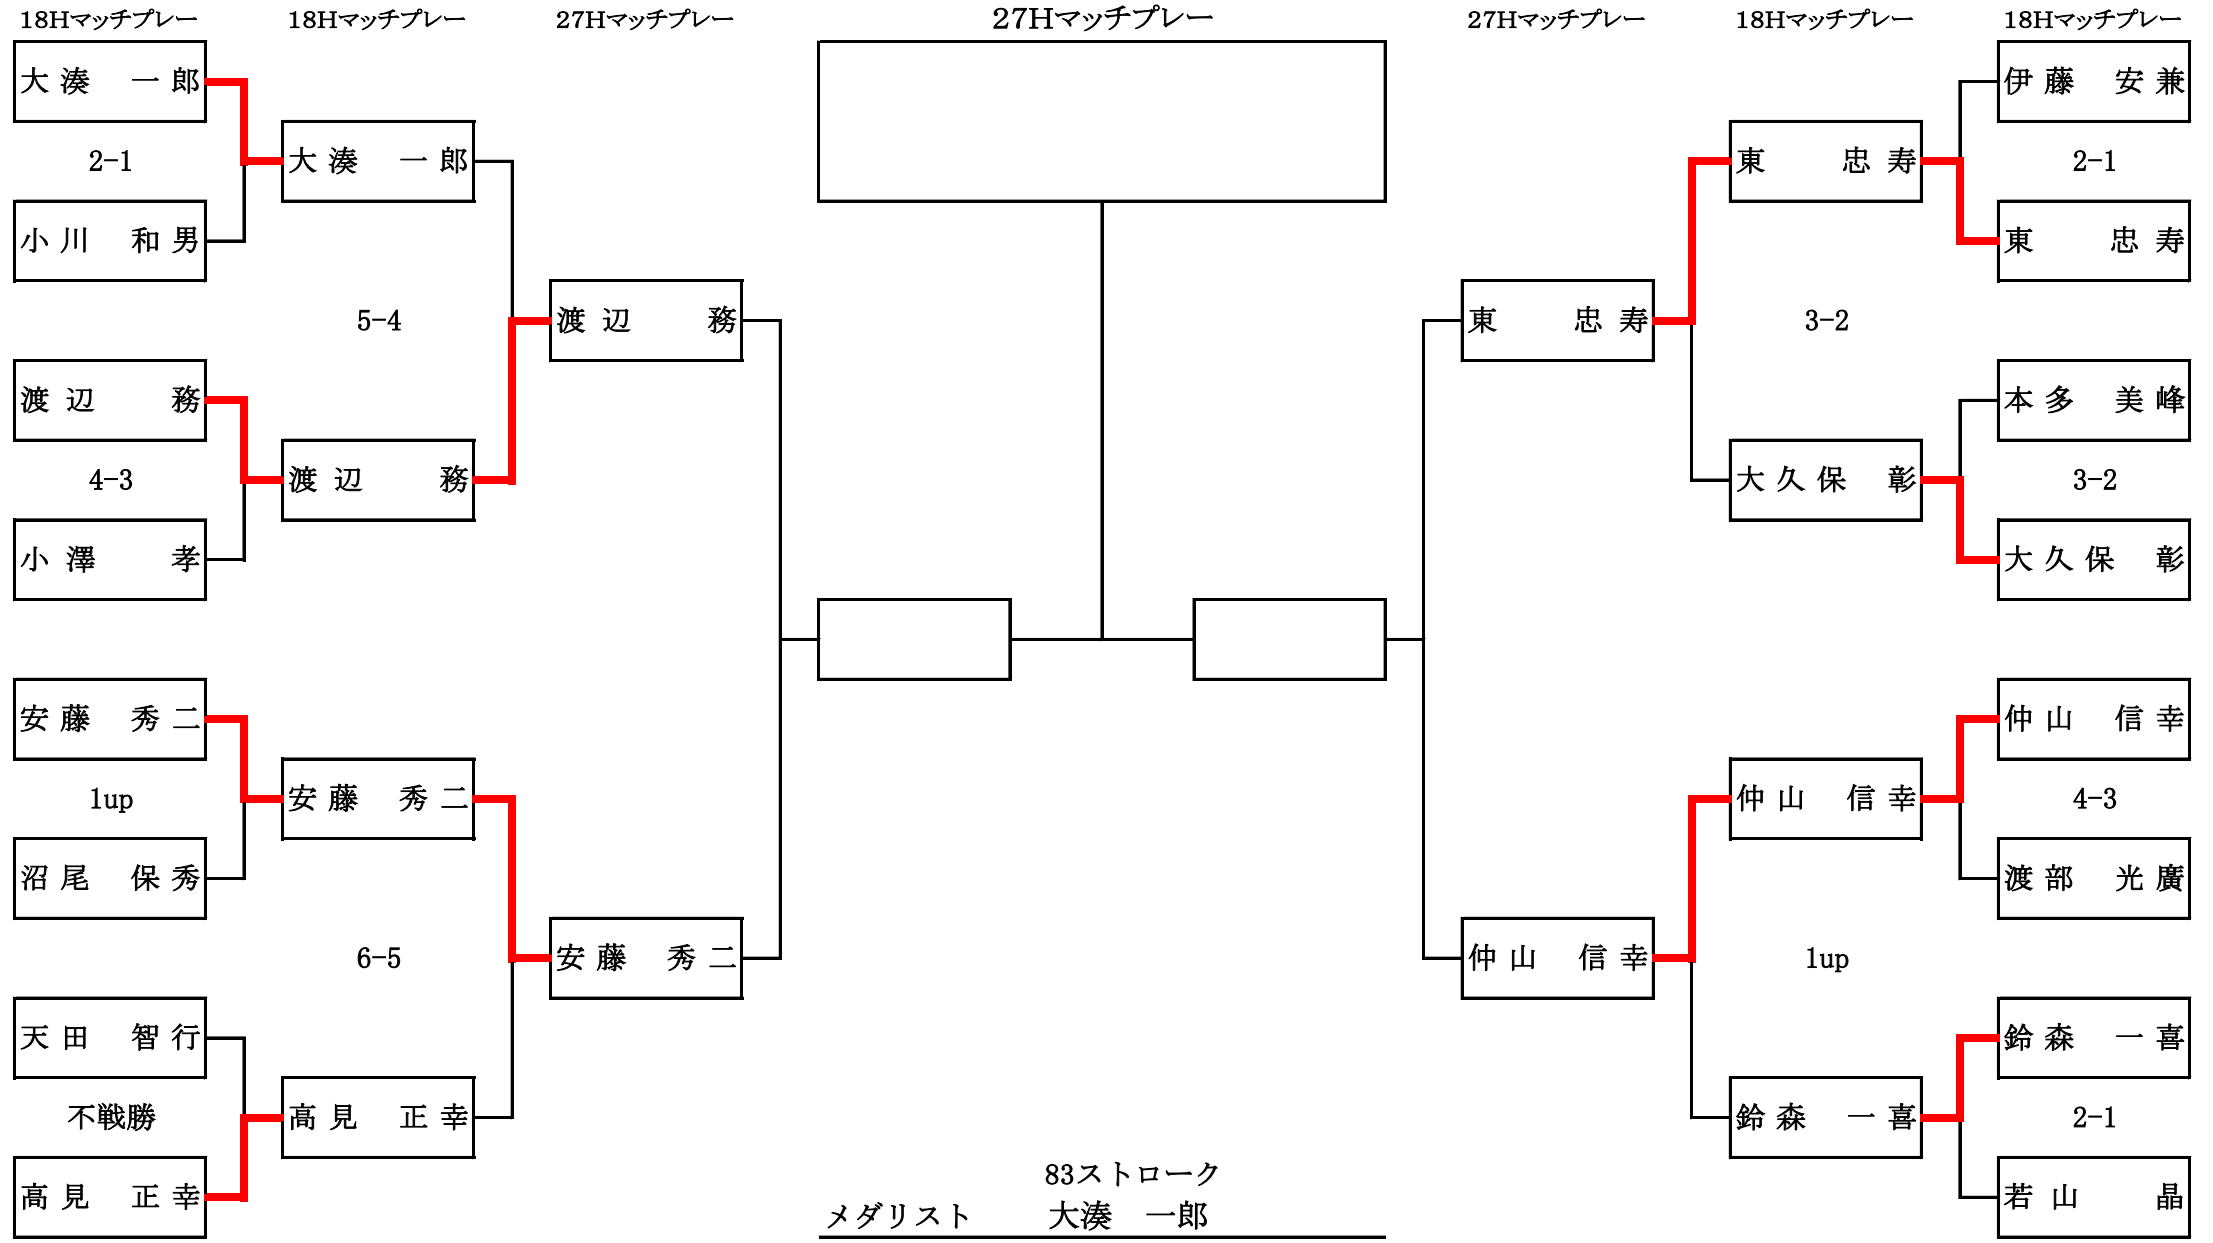 18Hマッチプレー 18Hマッチプレー 27Hマッチプレー 27Hマッチプレー 27Hマッチプレー 18Hマッチプレー 18Hマッチプレー
大湊 一郎 伊藤 安兼
2-1 大湊 一郎 東 忠寿 2-1
小川 和男 東 忠寿
5-4 渡辺 務 東 忠寿 3-2
渡辺 務 本多 美峰
4-3 渡辺 務 大久保 彰 3-2
小澤 孝 大久保 彰
安藤 秀二 仲山 信幸
1up 安藤 秀二 仲山 信幸 4-3
沼尾 保秀 渡部 光廣
6-5 安藤 秀二 仲山 信幸 1up
天田 智行 鈴森 一喜
不戦勝 高見 正幸 鈴森 一喜 2-1
83ストローク
高見 正幸 若山 晶
メダリスト 大湊 一郎